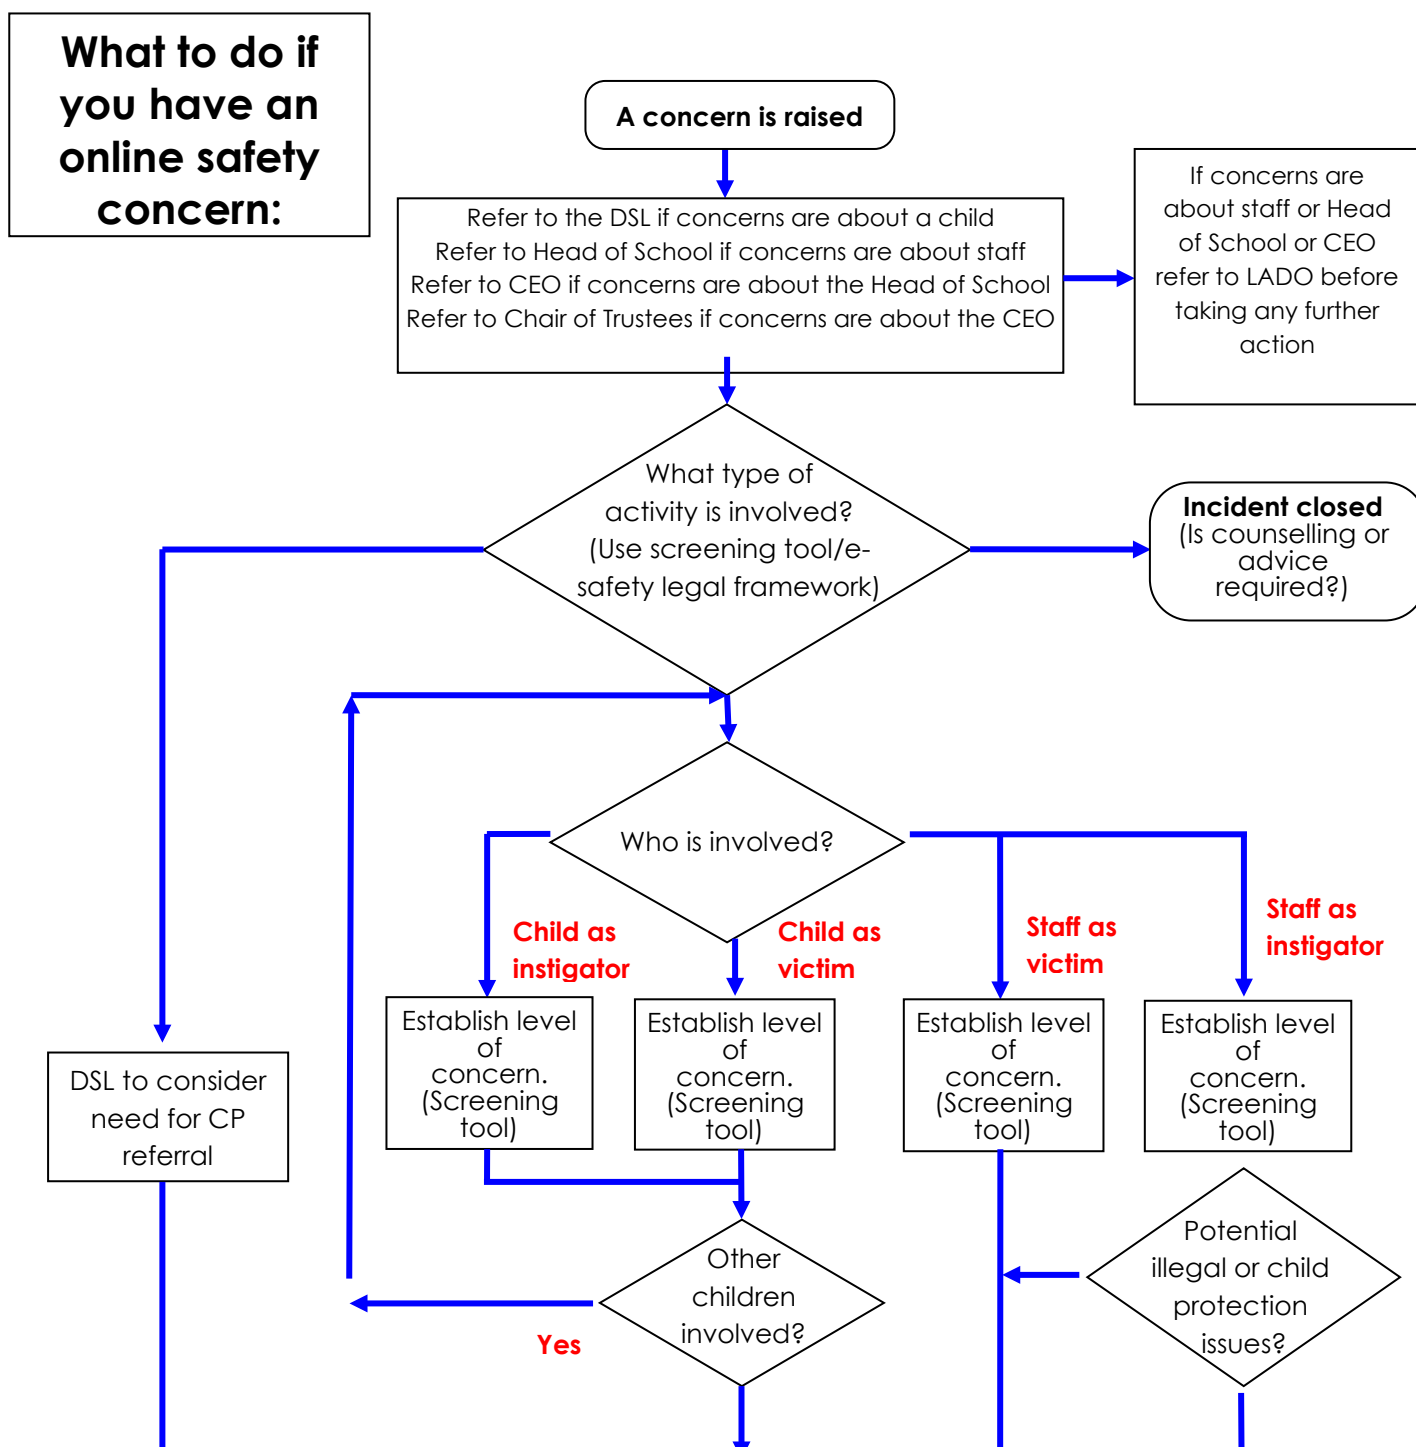 What to do if
you have an
online safety
concern:
A concern is raised
Refer to the DSL if concerns are about a child
Refer to Head of School if concerns are about staff
Refer to CEO if concerns are about the Head of School
Refer to Chair of Trustees if concerns are about the CEO
If concerns are
about staff or Head
of School or CEO
refer to LADO before
taking any further
action
What type of
activity is involved?
(Use screening tool/e-
safety legal framework)
Incident closed
(Is counselling or
advice
required?)
Who is involved?
Child as
instigator
Child as
victim
Staff as
victim
Staff as
instigator
Establish level
of
concern.
(Screening
tool)
Establish level
of
concern.
(Screening
tool)
Establish level
of
concern.
(Screening
tool)
Establish level
of
concern.
(Screening
tool)
DSL to consider
need for CP
referral
Other
children
involved?
Yes
Potential
illegal or child
protection
issues?